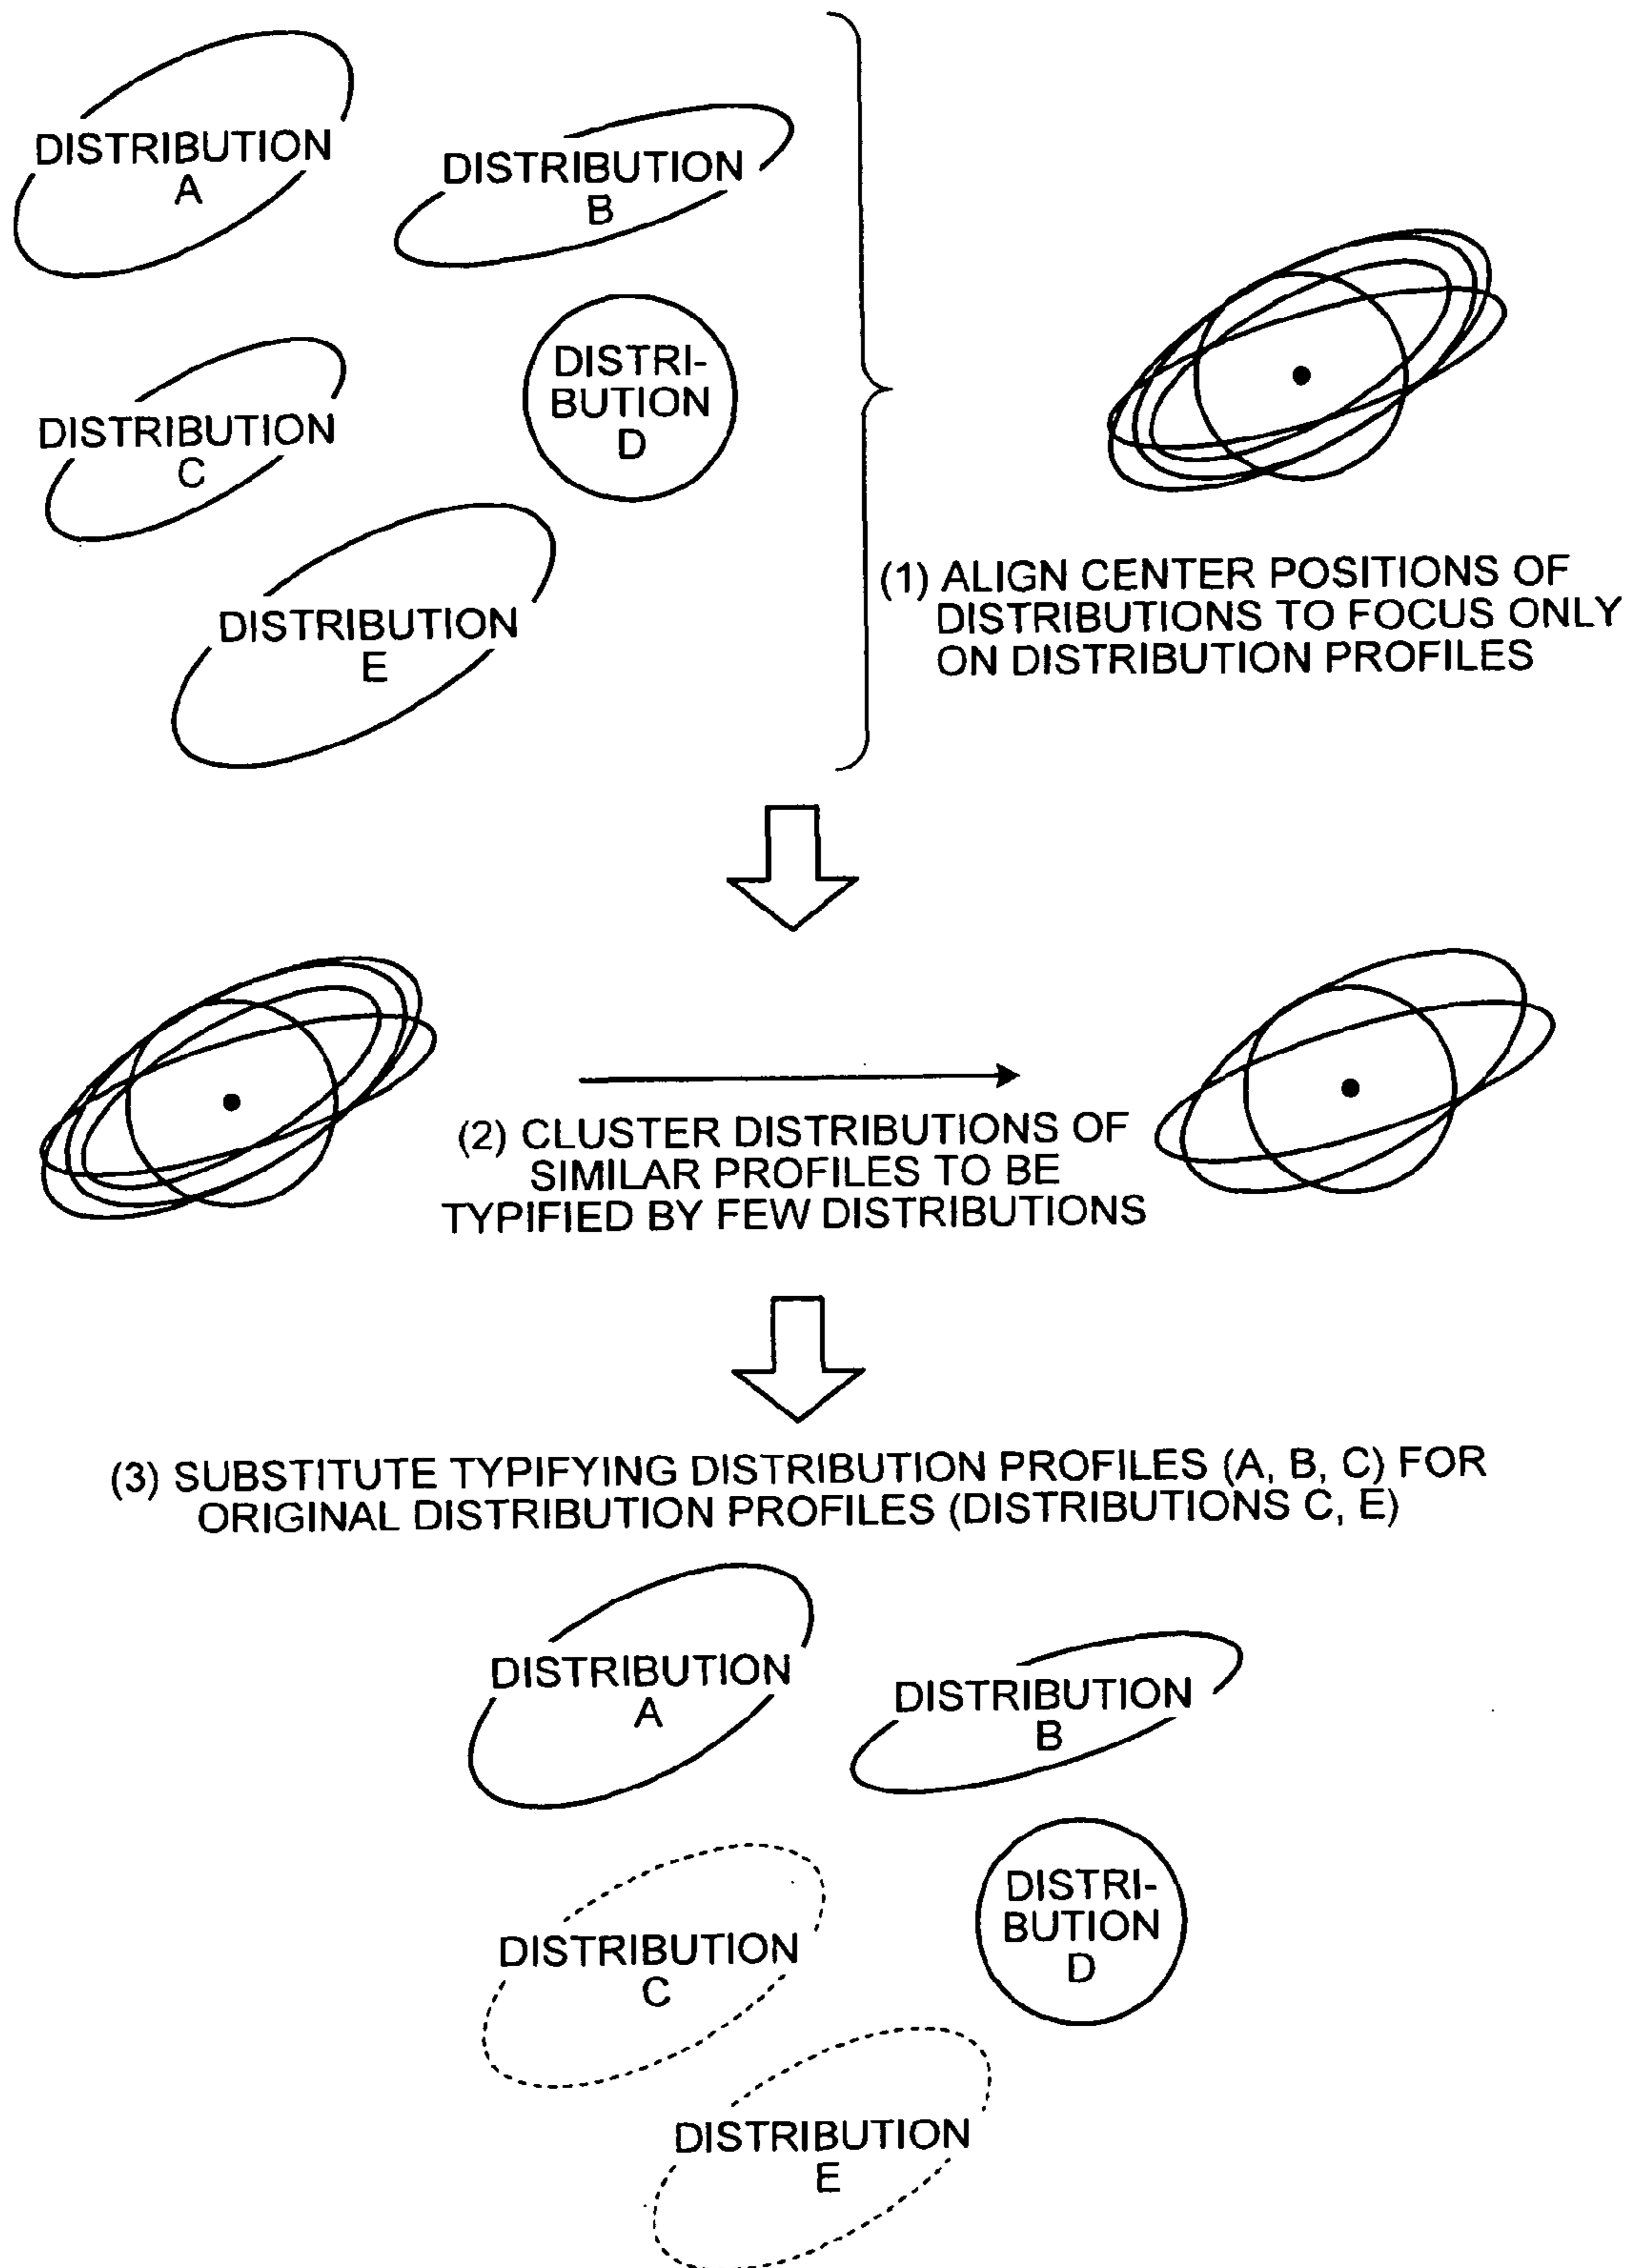 DISTRIBUTION
A
DISTRIBUTION
B
DISTRIBUTION
C
DISTRI-
BUTION
D
DISTRIBUTION
E
(1) ALIGN CENTER POSITIONS OF
DISTRIBUTIONS TO FOCUS ONLY
ON DISTRIBUTION PROFILES
(2) CLUSTER DISTRIBUTIONS OF
SIMILAR PROFILES TO BE
TYPIFIED BY FEW DISTRIBUTIONS
(3) SUBSTITUTE TYPIFYING DISTRIBUTION PROFILES (A, B, C) FOR
ORIGINAL DISTRIBUTION PROFILES (DISTRIBUTIONS C, E)
DISTRIBUTION
A
DISTRIBUTION
B
DISTRIBUTION
C
DISTRI-
BUTION
D
DISTRIBUTION
E